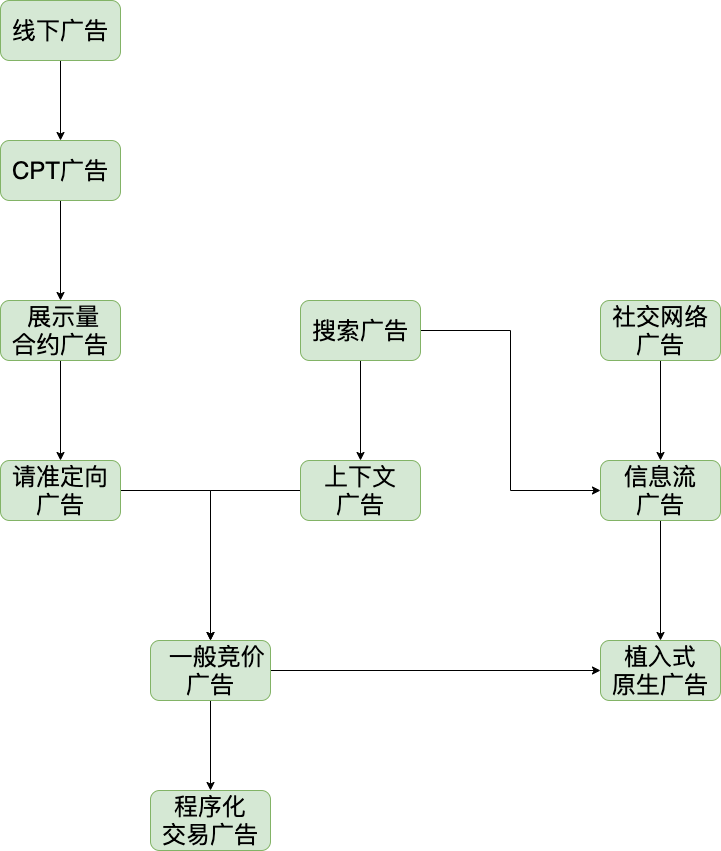 线下广告
CPT广告
展示量
合约广告
搜索广告
社交网络
广告
请准定向
广告
上下文
广告
信息流
广告
一般竞价
广告
植入式
原生广告
程序化
交易广告